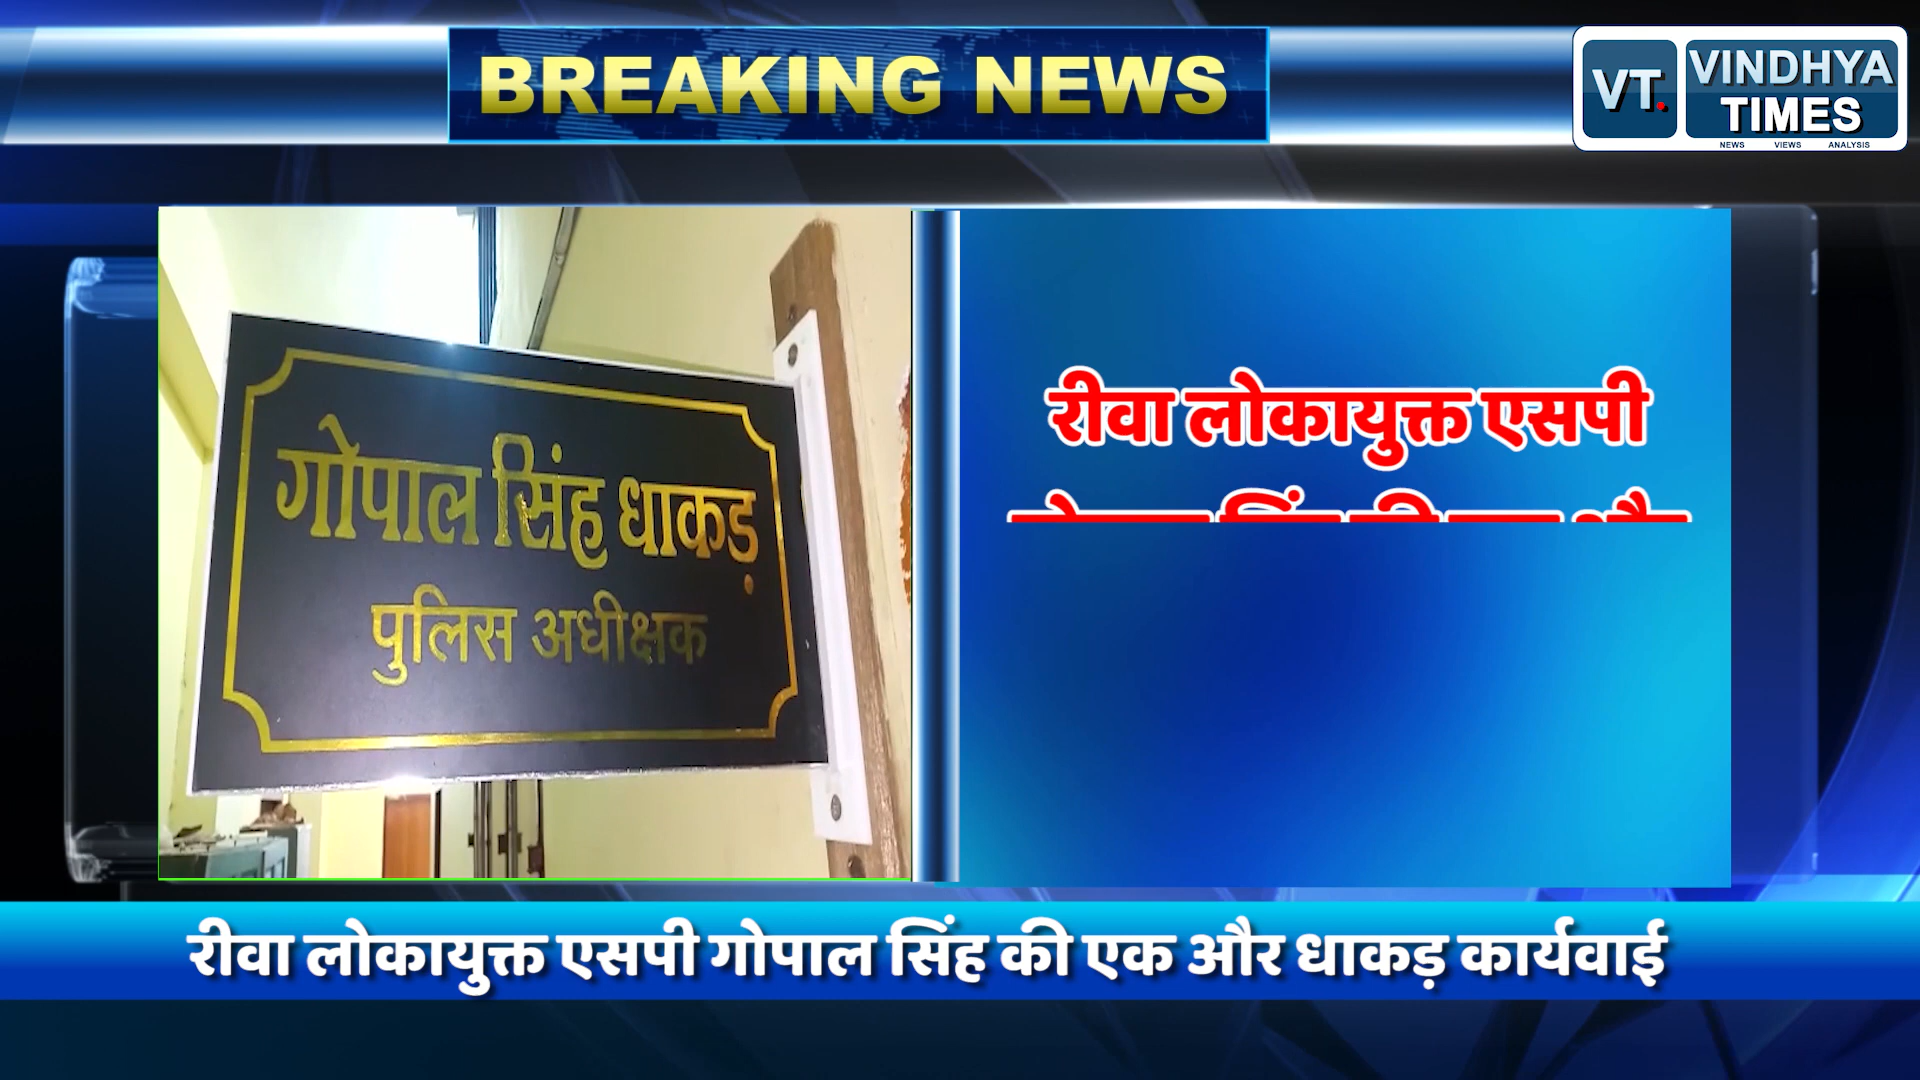 BREAKING NEWS
VT.
VINDHYA
TIMES
NEWS VIEWS ANALYSIS
गोपाल सिंह धाकड़
पुलिस अधीक्षक
रीवा लोकायुक्त एसपी
रीवा लोकायुक्त एसपी गोपाल सिंह की एक और धाकड़ कार्यवाई